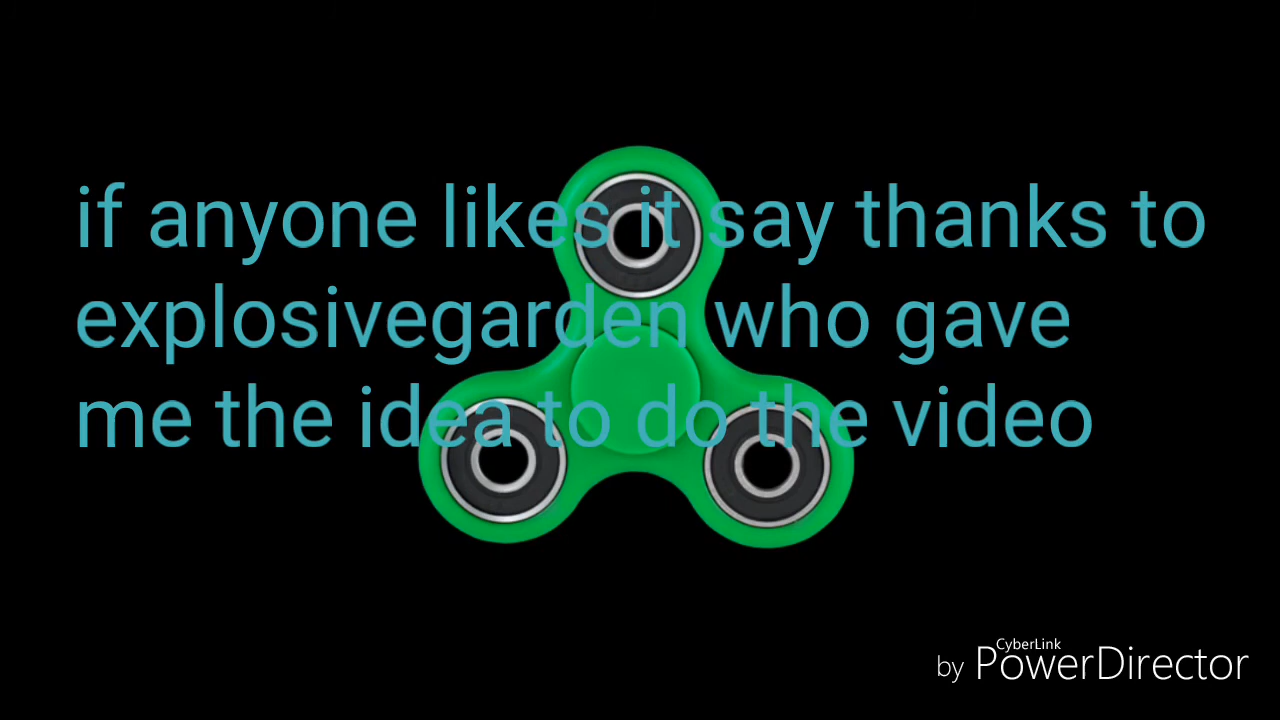 if anyone likes it say thanks to
explosivegarden who gave
me the idea to do the video
CyberLink
by PowerDirector